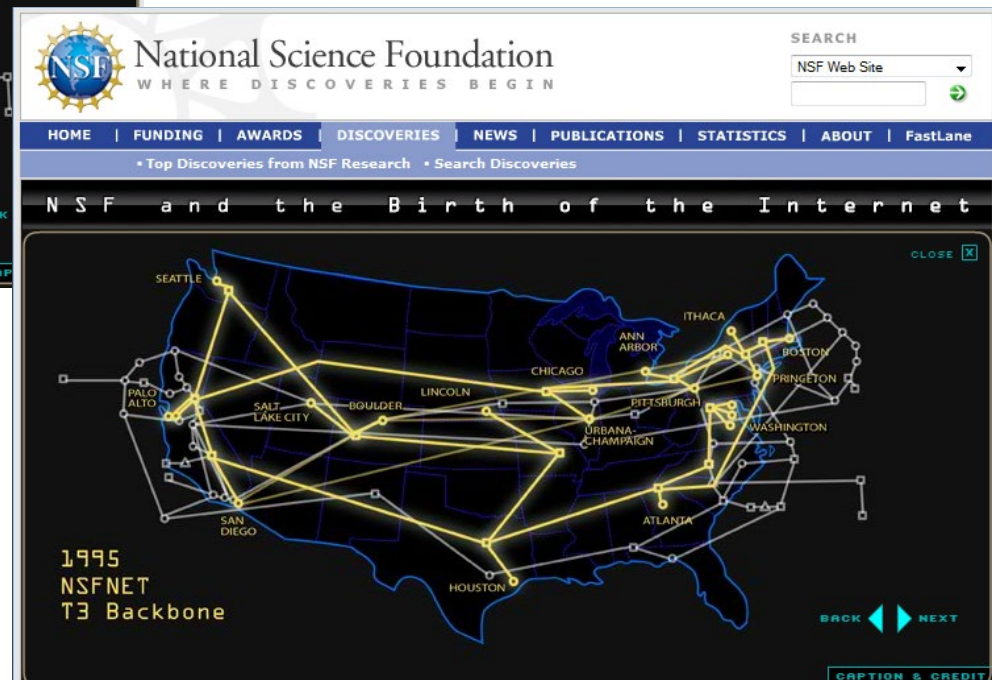 NSF
National Science Foundation
WHERE DISCOVERIES BEGIN
SEARCH
NSF Web Site
HOME | FUNDING | AWARDS | DISCOVERIES | NEWS | PUBLICATIONS | STATISTICS | ABOUT | FastLane
• Top Discoveries from NSF Research • Search Discoveries
NSF and the Birth of the Internet
CLOSE X
SEATTLE
ITHACA
ANN
ARBOR
BOSTON
CHICAGO
PRINCETON
PALO
ALTO
SALT
LAKE CITY
BOULDER
LINCOLN
PITTSBURGH
URBANA-
CHAMPAIGN
WASHINGTON
SAN
DIEGO
ATLANTA
HOUSTON
1995
NSFNET
T3 Backbone
BACK NEXT
CAPTION & CREDIT